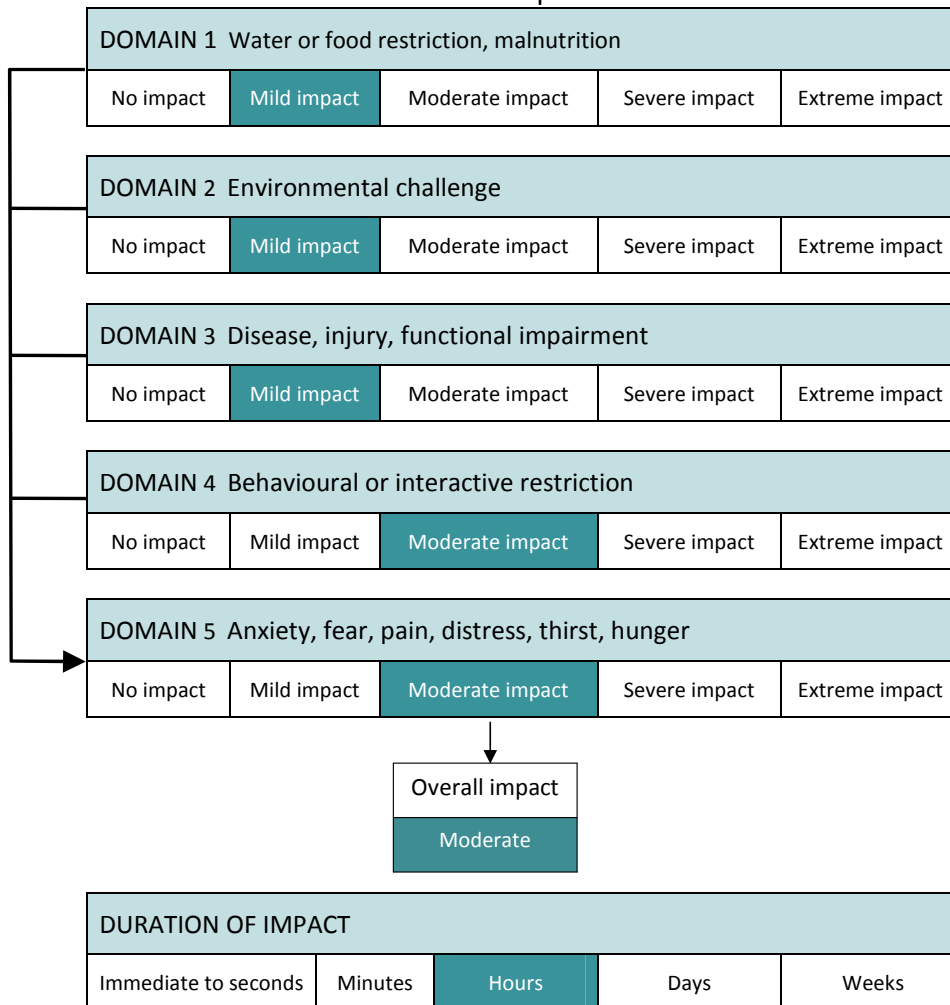 DOMAIN 1 Water or food restriction, malnutrition
No impact Mild impact Moderate impact Severe impact Extreme impact
DOMAIN 2 Environmental challenge
No impact Mild impact Moderate impact Severe impact Extreme impact
DOMAIN 3 Disease, injury, functional impairment
No impact Mild impact Moderate impact Severe impact Extreme impact
DOMAIN 4 Behavioural or interactive restriction
No impact Mild impact Moderate impact Severe impact Extreme impact
DOMAIN 5 Anxiety, fear, pain, distress, thirst, hunger
No impact Mild impact Moderate impact Severe impact Extreme impact
Overall impact
Moderate
DURATION OF IMPACT
Immediate to seconds Minutes Hours Days Weeks